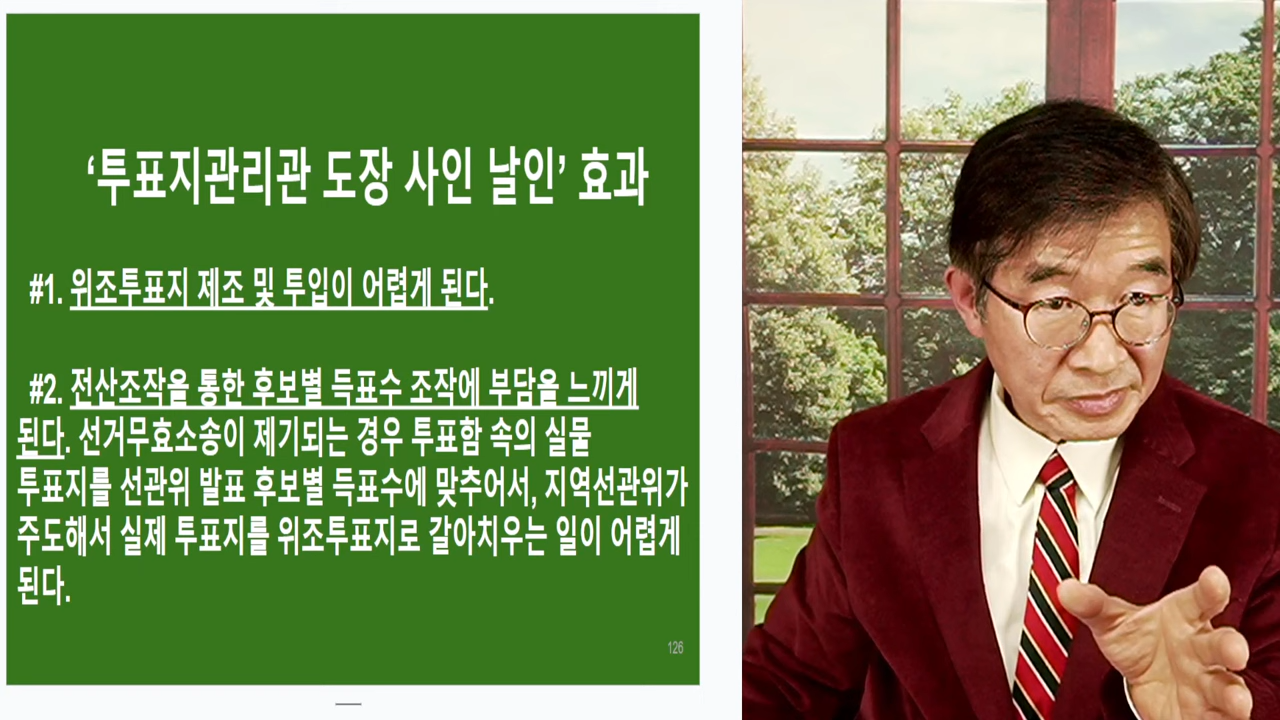 ‘투표지관리관 도장 사인 날인’ 효과
#1. 위조투표지 제조 및 투입이 어렵게 된다.
#2. 전산조작을 통한 후보별 득표수 조작에 부담을 느끼게
된다. 선거무효소송이 제기되는 경우 투표함 속의 실물
투표지를 선관위 발표 후보별 득표수에 맞추어서, 지역선관위가
주도해서 실제 투표지를 위조투표지로 갈아치우는 일이 어렵게
된다.
126